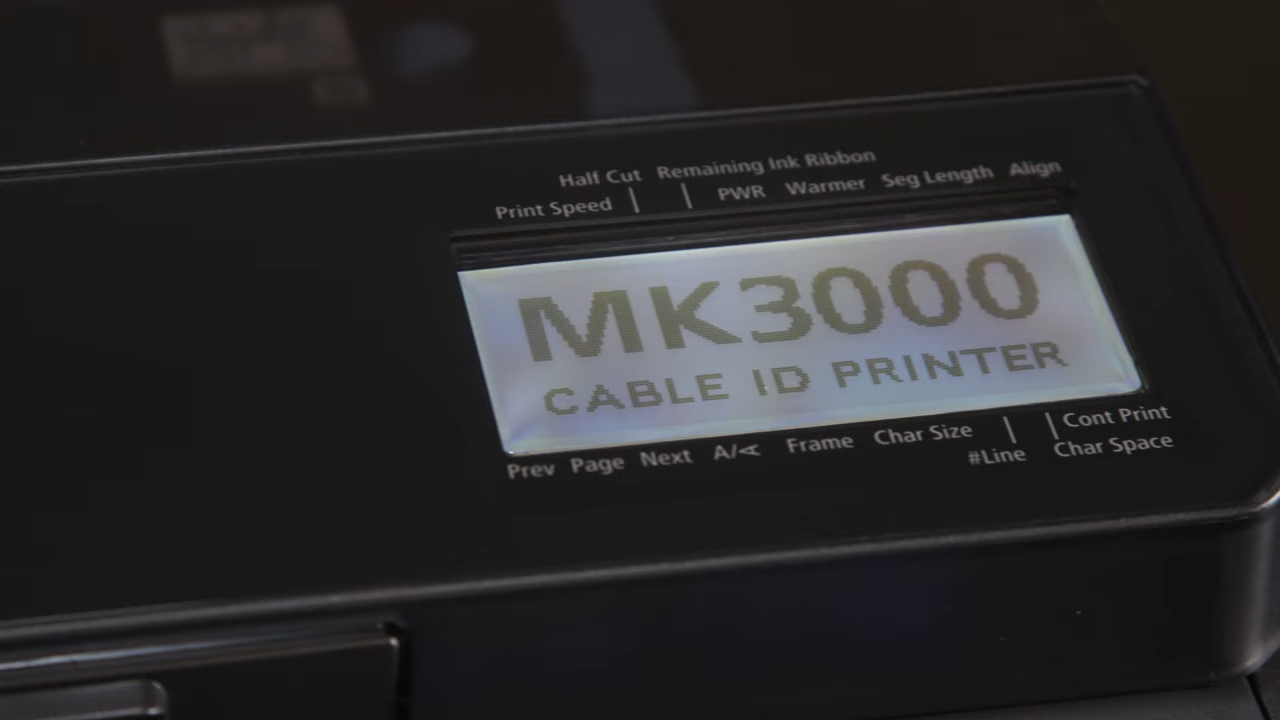 Half Cut Remaining Ink Ribbon
Print Speed | | PWR Warmer Seg Length Align
MK3000
CABLE ID PRINTER
Prev Page Next A/∢ Frame Char Size | | Cont Print
#Line Char Space